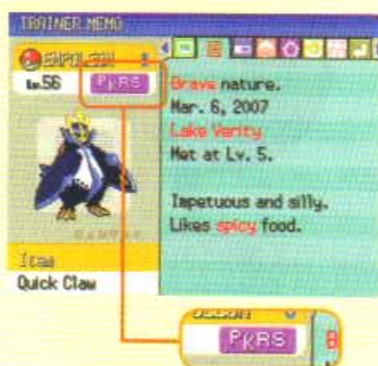 TRAINER MEMO
EMPOLEON
Lv.56 PKRS
Brave nature.
Mar. 6, 2007
Lake Verity
Met at Lv. 5.
Impetuous and silly.
Likes spicy food.
Item
Quick Claw
PKRS
B